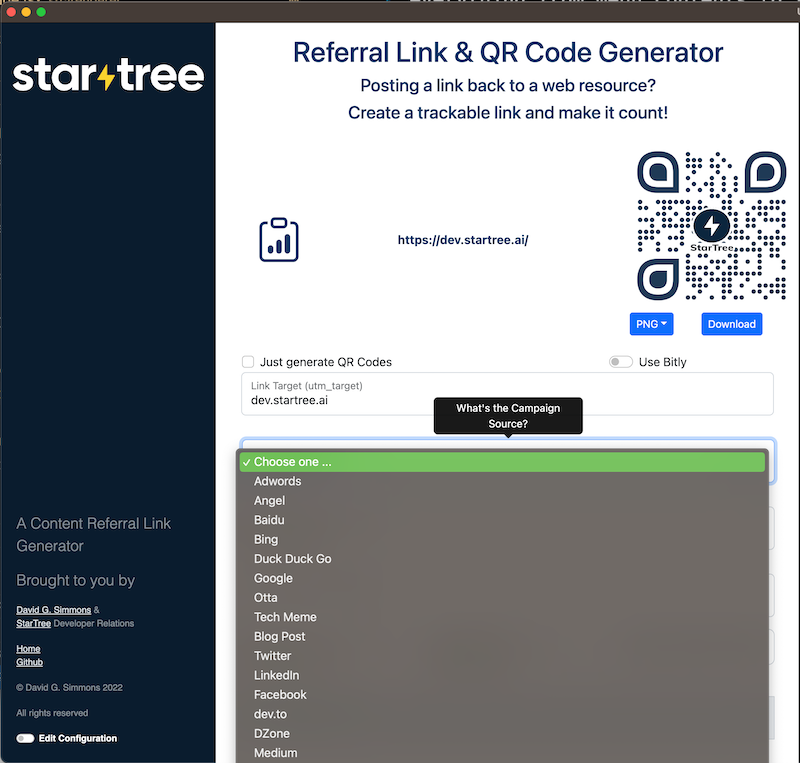 star tree
Referral Link & QR Code Generator
Posting a link back to a web resource?
Create a trackable link and make it count!
https://dev.startree.ai/
StarTree
PNG
Download
Just generate QR Codes
Use Bitly
Link Target (utm_target)
dev.startree.ai
What's the Campaign
Source?
Choose one ...
Adwords
Angel
Baidu
Bing
Duck Duck Go
Google
Otta
Tech Meme
Blog Post
Twitter
LinkedIn
Facebook
dev.to
DZone
Medium
A Content Referral Link
Generator
Brought to you by
David G. Simmons &
StarTree Developer Relations
Home
Github
© David G. Simmons 2022
All rights reserved
Edit Configuration